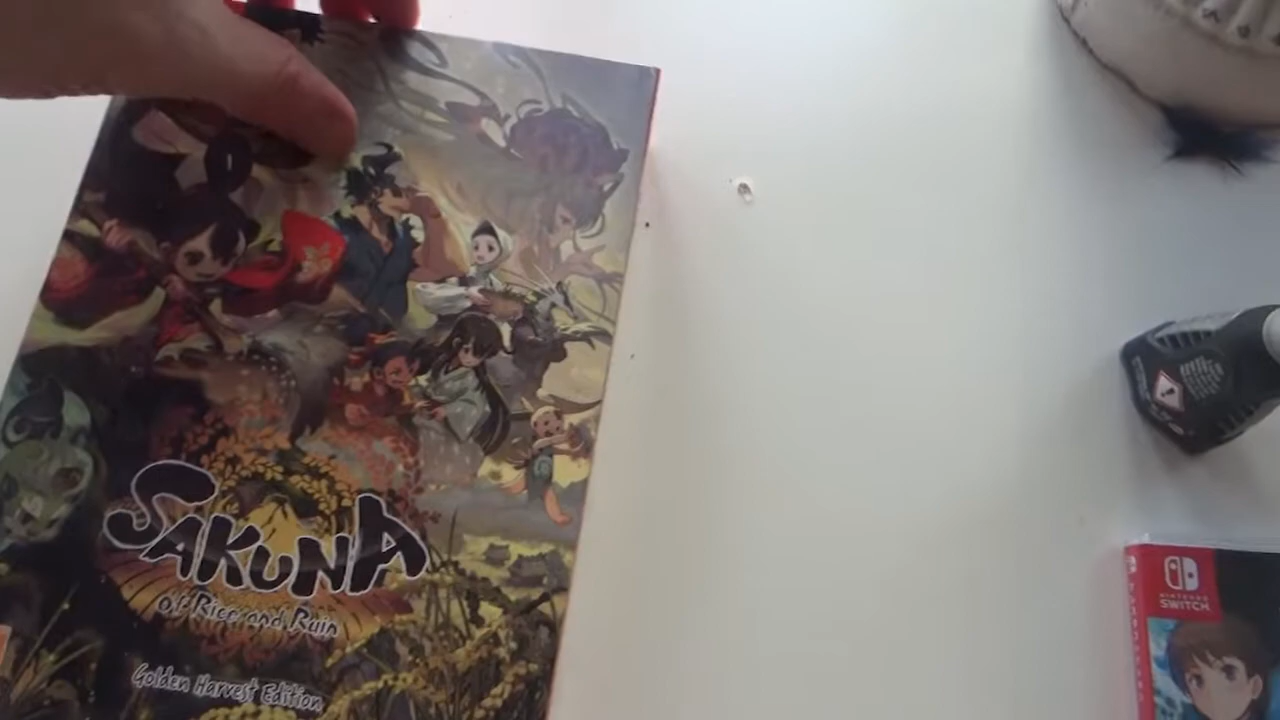 SAKUNA
Of Rice and Ruin
Golden Harvest Edition
NINTENDO
SWITCH